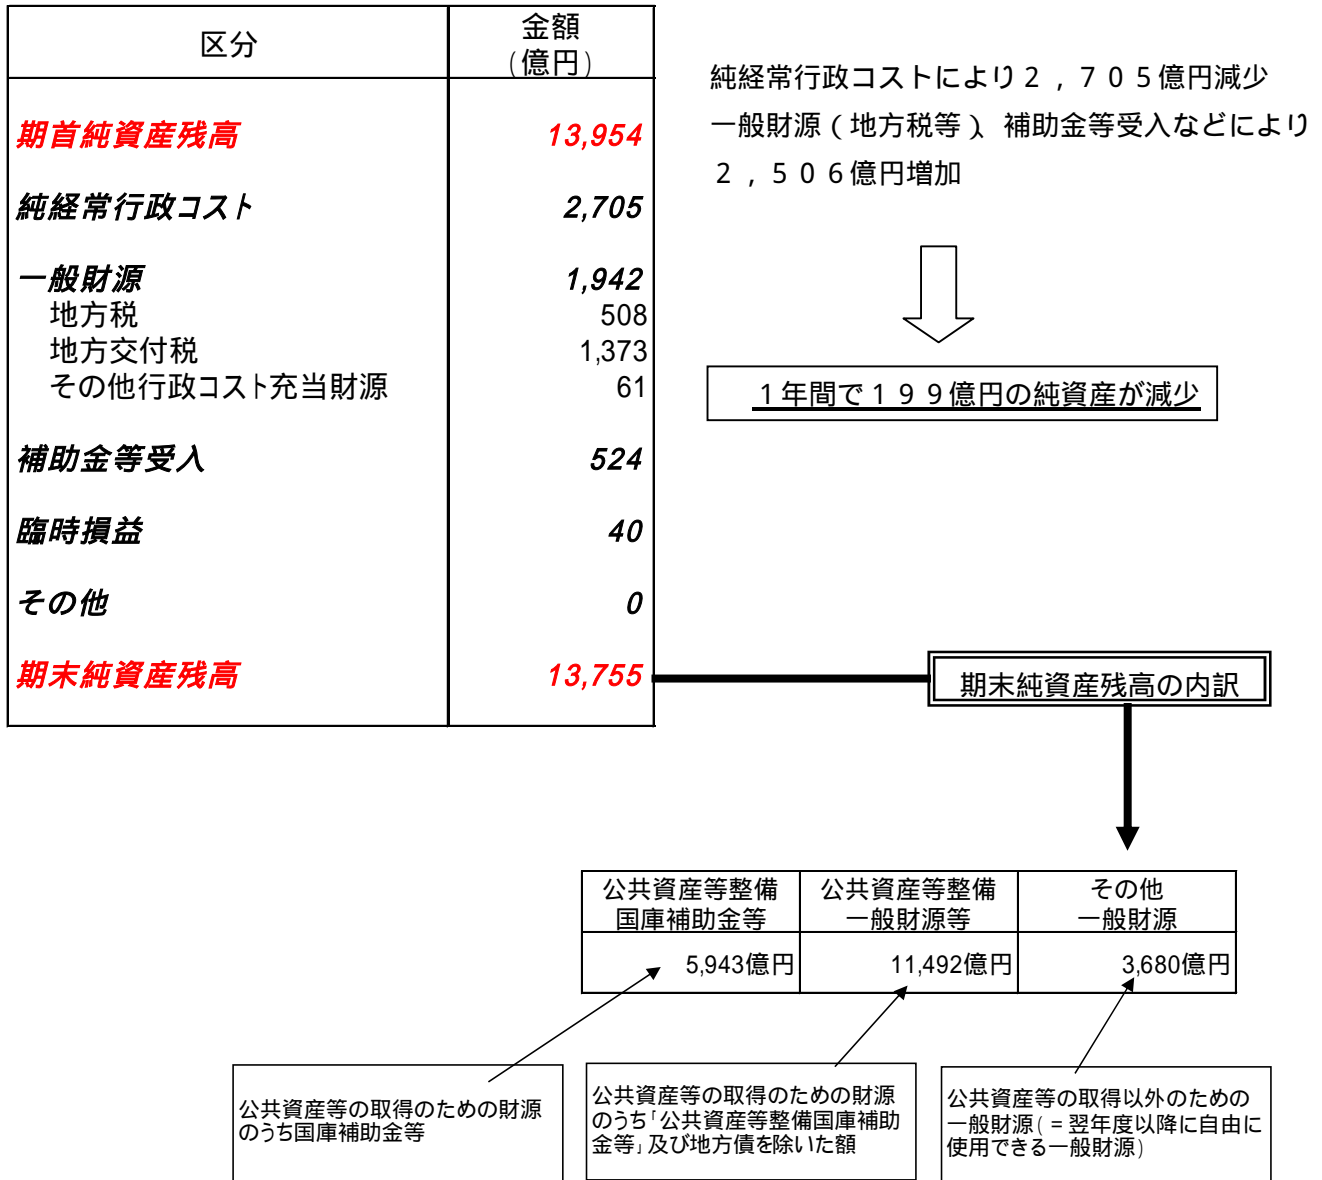 区分 金額
(億円)
期首純資産残高 13,954
純経常行政コスト 2,705
一般財源 1,942
地方税 508
地方交付税 1,373
その他行政コスト充当財源 61
補助金等受入 524
臨時損益 40
その他 0
期末純資産残高 13,755
純経常行政コストにより2,705億円減少
一般財源(地方税等)、補助金等受入などにより
2,506億円増加
1年間で199億円の純資産が減少
期末純資産残高の内訳
公共資産等整備
国庫補助金等
公共資産等整備
一般財源等
その他
一般財源
5,943億円 11,492億円 3,680億円
公共資産等の取得のための財源
のうち国庫補助金等
公共資産等の取得のための財源
のうち「公共資産等整備国庫補助
金等」及び地方債を除いた額
公共資産等の取得以外のための
一般財源(=翌年度以降に自由に
使用できる一般財源)